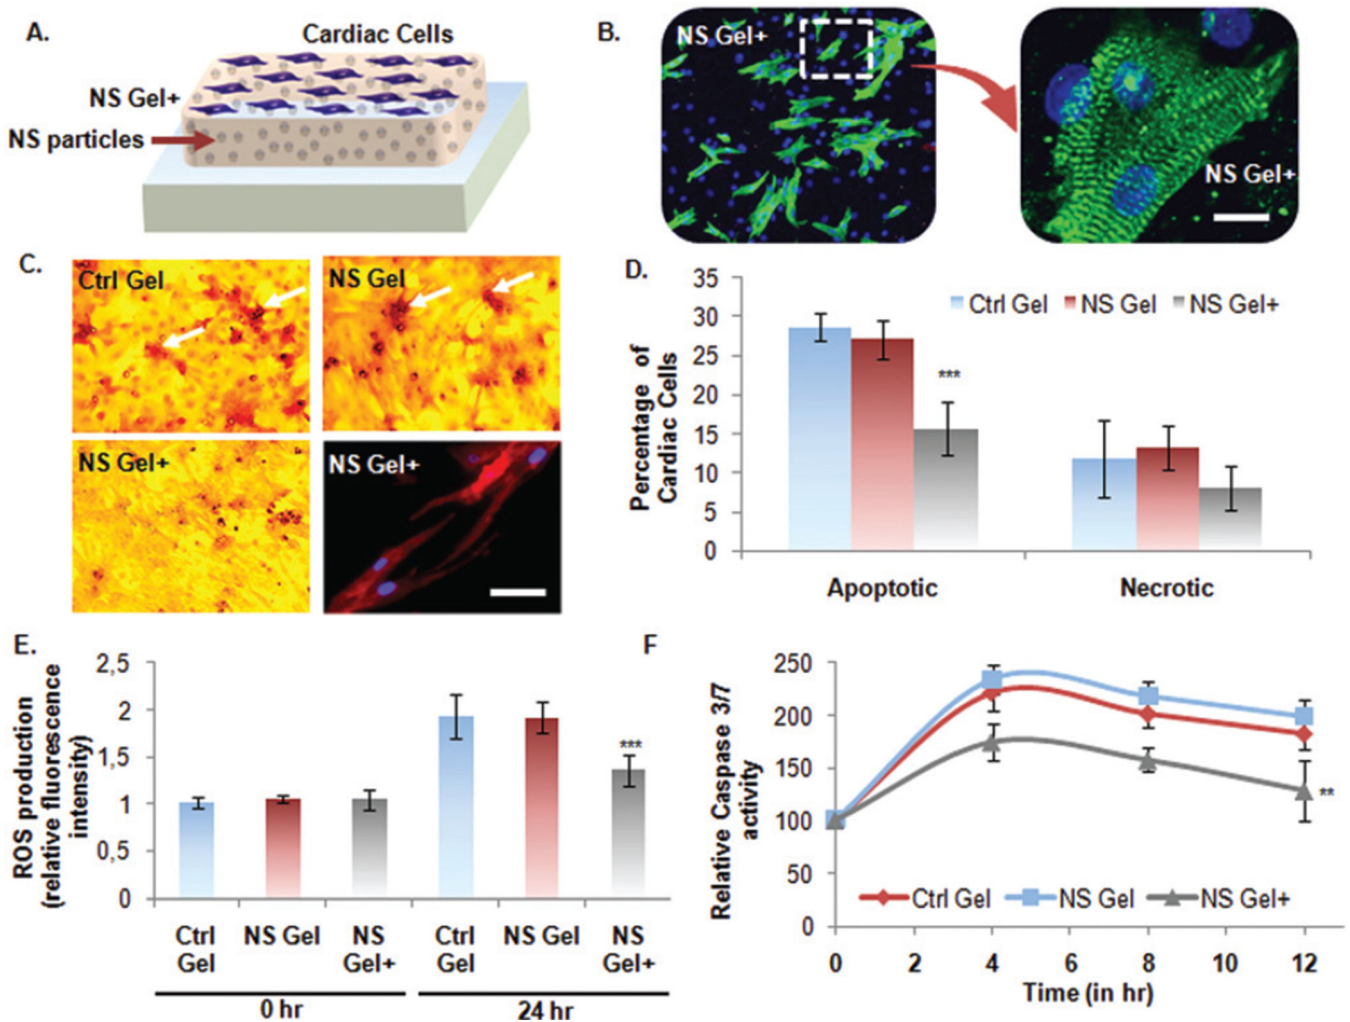 A.
Cardiac Cells
NS Gel+
NS particles
B.
NS Gel+
NS Gel+
C.
Ctrl Gel
NS Gel
NS Gel+
NS Gel+
D.
35
30
25
20
15
10
5
0
Percentage of
Cardiac Cells
Ctrl Gel NS Gel NS Gel+
***
Apoptotic Necrotic
E.
2,5
2
1,5
1
0,5
0
ROS production
(relative fluorescence
intensity)
***
Ctrl
Gel
NS Gel
NS
Gel+
Ctrl
Gel
NS Gel
NS
Gel+
0 hr
24 hr
F
250
200
150
100
50
0
Relative Caspase 3/7
activity
**
Ctrl Gel NS Gel NS Gel+
0 2 4 6 8 10 12
Time (in hr)